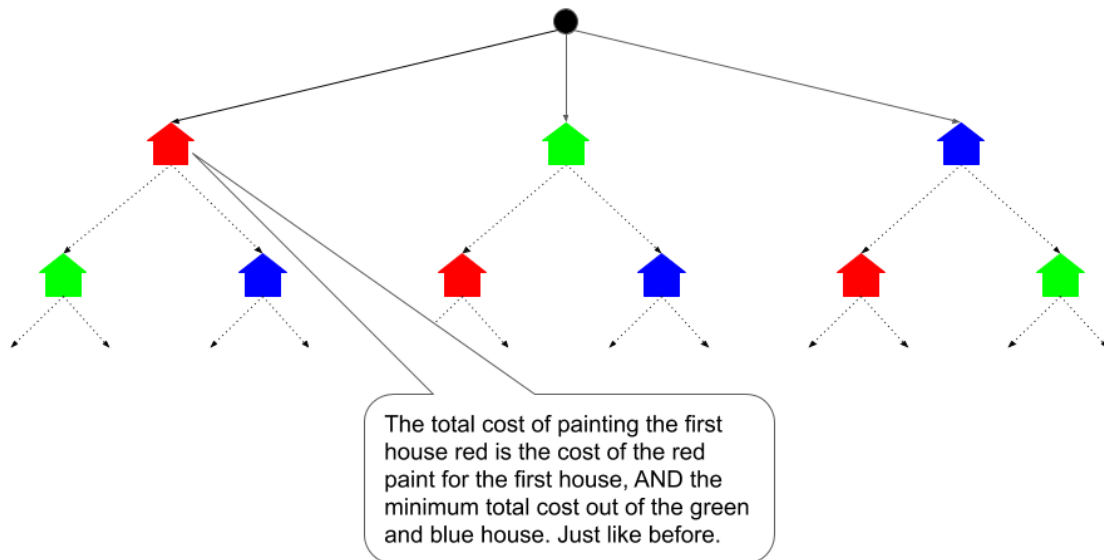 The total cost of painting the first
house red is the cost of the red
paint for the first house, AND the
minimum total cost out of the green
and blue house. Just like before.